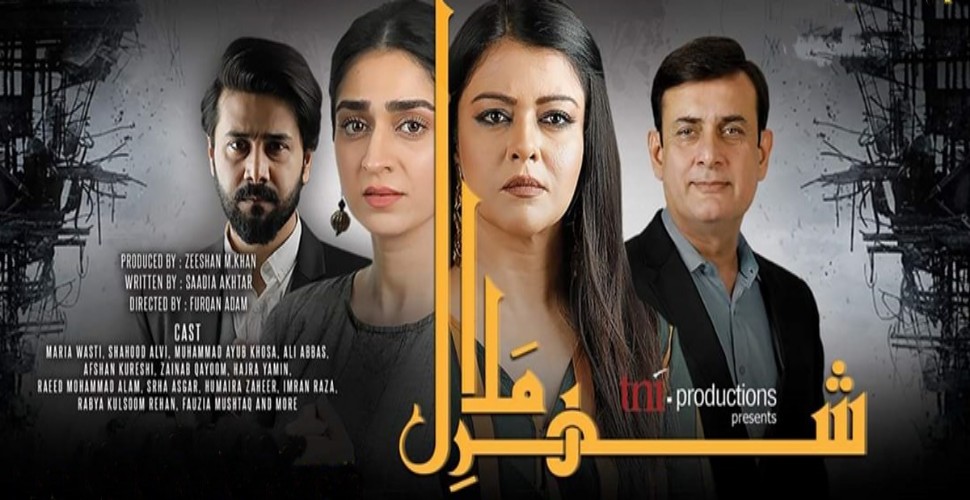 PRODUCED BY : ZEESHAN M.KHAN
WRITTEN BY : SAADIA AKHTAR
DIRECTED BY : FURQAN ADAM
CAST
MARIA WASTI, SHAHOOD ALVI, MUHAMMAD AYUB KHOSA, ALI ABBAS,
AFSHAN KURESHI, ZAINAB QAYOOM, HAJRA YAMIN,
RAEED MOHAMMAD ALAM, SRHA ASGAR, HUMAIRA ZAHEER, IMRAN RAZA,
RABYA KULSOOM REHAN, FAUZIA MUSHTAQ AND MORE
tni productions
presents
شہرِ مَلال